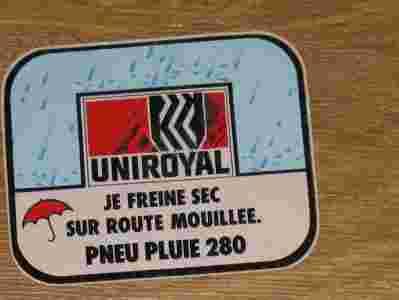 UNIROYAL
JE FREINE SEC
SUR ROUTE MOUILLEE.
PNEU PLUIE 280